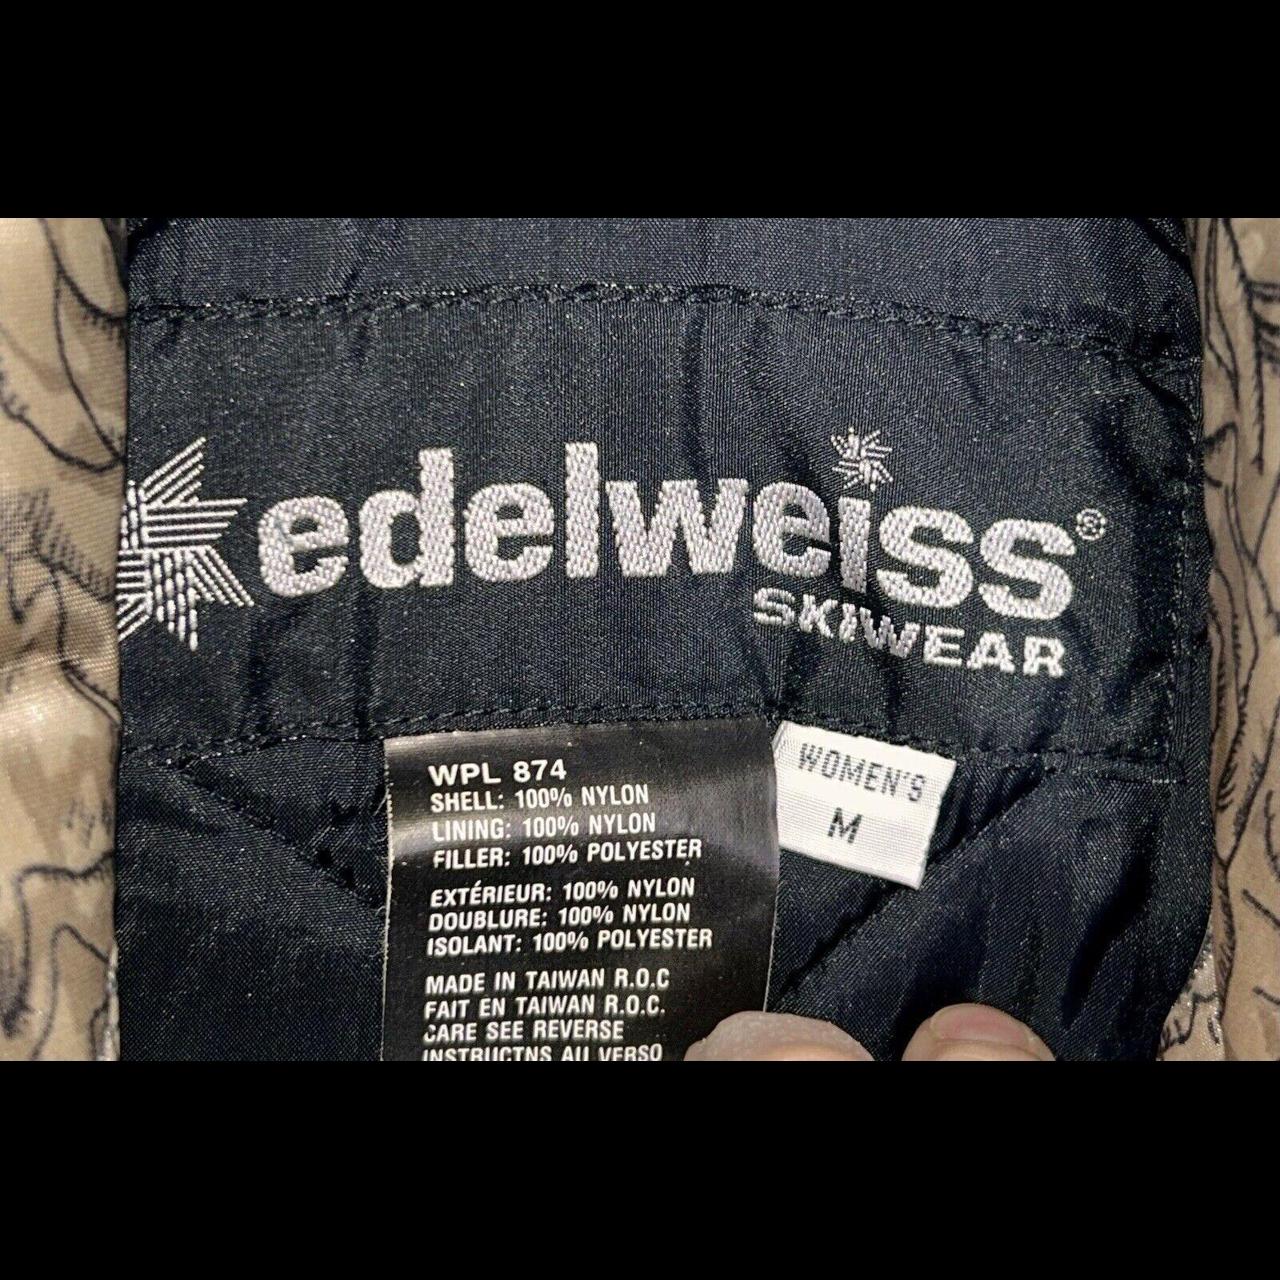 edelweiss®
SKIWEAR
WPL 874
SHELL: 100% NYLON
LINING: 100% NYLON
FILLER: 100% POLYESTER
EXTÉRIEUR: 100% NYLON
DOUBLURE: 100% NYLON
ISOLANT: 100% POLYESTER
MADE IN TAIWAN R.O.C
FAIT EN TAIWAN R.O.C.
CARE SEE REVERSE
INSTRUCTNS AU VERSO
WOMEN'S
M